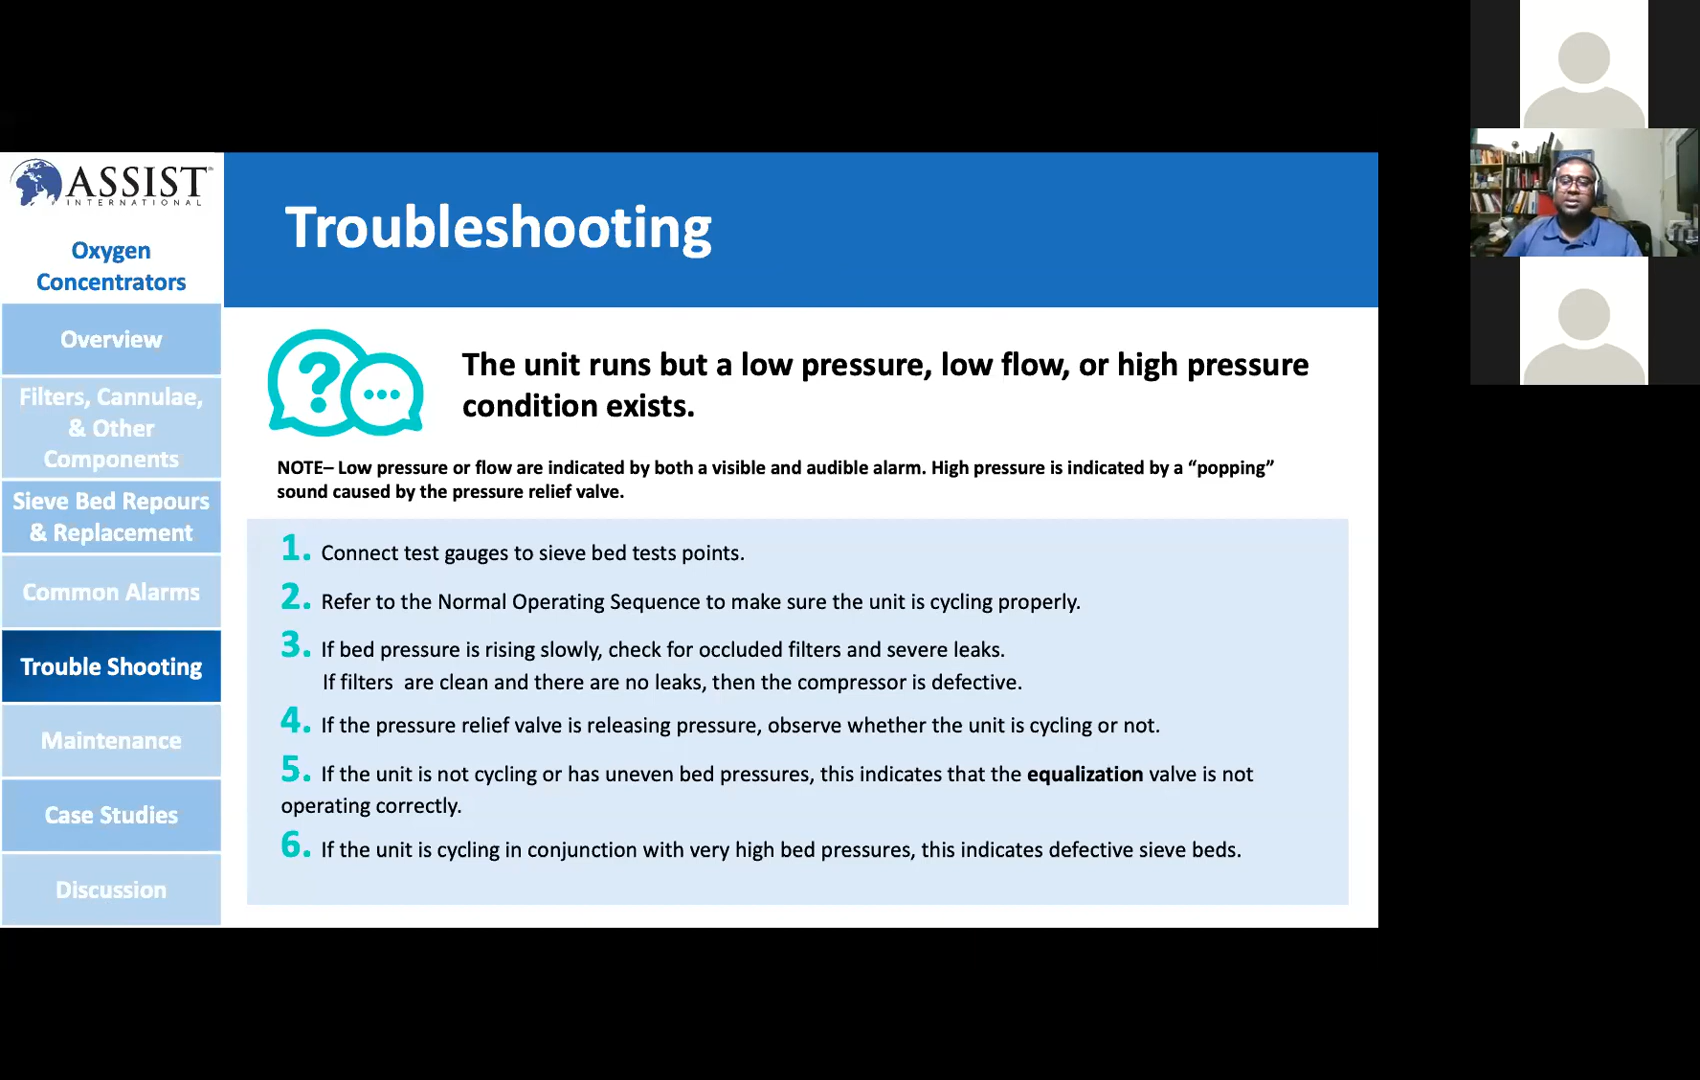 ASSIST
INTERNATIONAL
Oxygen
Concentrators
Overview
Filters, Cannulae,
& Other
Components
Sieve Bed Repours
& Replacement
Common Alarms
Trouble Shooting
Maintenance
Case Studies
Discussion
Troubleshooting
The unit runs but a low pressure, low flow, or high pressure
condition exists.
NOTE– Low pressure or flow are indicated by both a visible and audible alarm. High pressure is indicated by a “popping”
sound caused by the pressure relief valve.
1. Connect test gauges to sieve bed tests points.
2. Refer to the Normal Operating Sequence to make sure the unit is cycling properly.
3. If bed pressure is rising slowly, check for occluded filters and severe leaks.
If filters are clean and there are no leaks, then the compressor is defective.
4. If the pressure relief valve is releasing pressure, observe whether the unit is cycling or not.
5. If the unit is not cycling or has uneven bed pressures, this indicates that the equalization valve is not
operating correctly.
6. If the unit is cycling in conjunction with very high bed pressures, this indicates defective sieve beds.